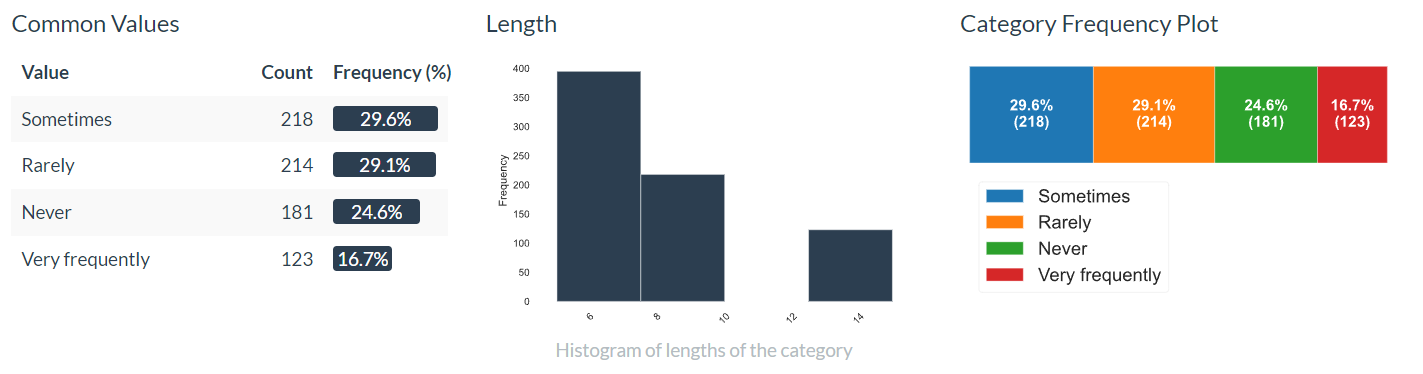 Common Values
Value Count Frequency (%)
Sometimes 218 29.6%
Rarely 214 29.1%
Never 181 24.6%
Very frequently 123 16.7%
Length
400
350
300
250
200
150
100
50
0
Frequency
6 8 10 12 14
Histogram of lengths of the category
Category Frequency Plot
29.6% 29.1% 24.6% 16.7%
(218) (214) (181) (123)
Sometimes
Rarely
Never
Very frequently